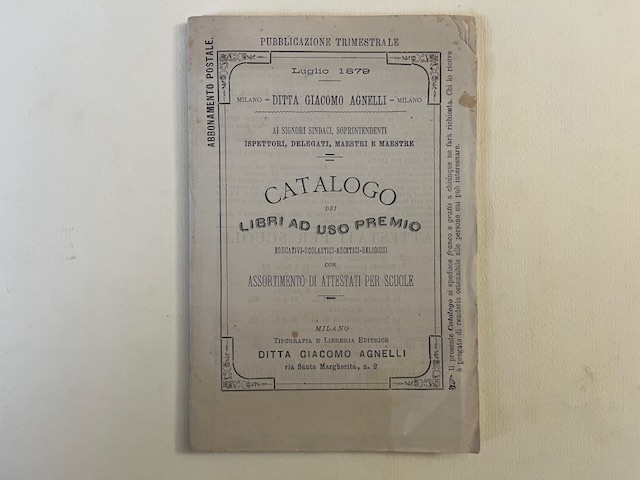 ABBONAMENTO POSTALE.
PUBBLICAZIONE TRIMESTRALE
Luglio 1879
MILANO - DITTA GIACOMO AGNELLI - MILANO
AI SIGNORI SINDACI, SOPRINTENDENTI
ISPETTORI, DELEGATI, MAESTRI E MAESTRE
CATALOGO
DEI
LIBRI AD USO PREMIO
EDUCATIVI-SCOLASTICI-ASCETICI-RELIGIOSI
CON
ASSORTIMENTO DI ATTESTATI PER SCUOLE
MILANO
TIPOGRAFIA E LIBRERIA EDITRICE
DITTA GIACOMO AGNELLI
via Santa Margherita, n. 2
Il presente Catalogo si spedisce franco e gratis a chiunque ne farà richiesta. Chi lo riceve
è pregato di renderlo ostensibile alle persone cui può interessare.